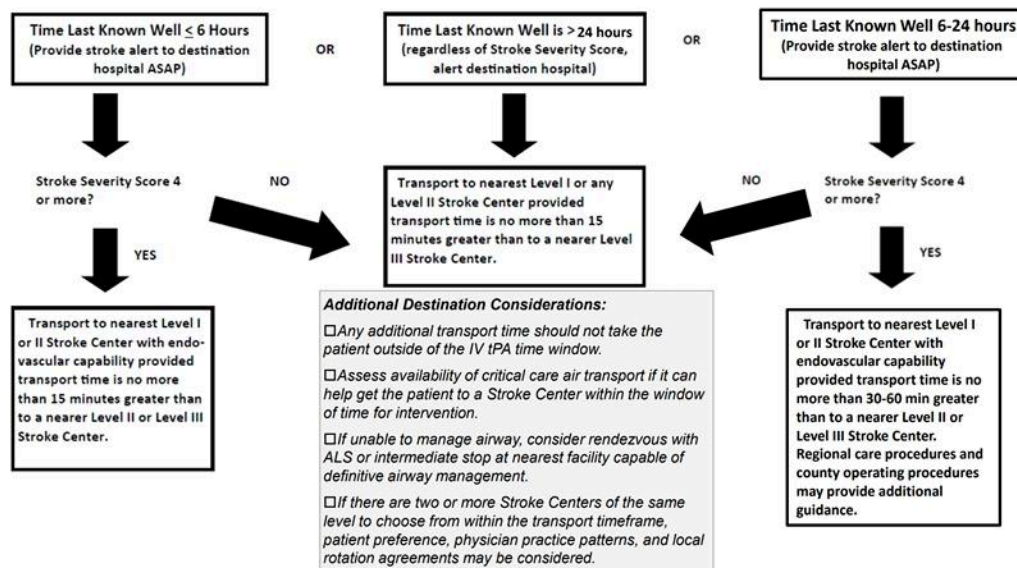 Time Last Known Well ≤ 6 Hours
(Provide stroke alert to destination
hospital ASAP)
OR
Time Last Known Well is >24 hours
(regardless of Stroke Severity Score,
alert destination hospital)
OR
Time Last Known Well 6-24 hours
(Provide stroke alert to destination
hospital ASAP)
Stroke Severity Score 4
or more?
NO
YES
Transport to nearest Level I or any
Level II Stroke Center provided
transport time is no more than 15
minutes greater than to a nearer Level
III Stroke Center.
NO
Stroke Severity Score 4
or more?
YES
Transport to nearest Level I
or II Stroke Center with endo-
vascular capability provided
transport time is no more
than 15 minutes greater than
to a nearer Level II or Level III
Stroke Center.
Additional Destination Considerations:
☐Any additional transport time should not take the
patient outside of the IV tPA time window.
☐Assess availability of critical care air transport if it can
help get the patient to a Stroke Center within the window
of time for intervention.
☐If unable to manage airway, consider rendezvous with
ALS or intermediate stop at nearest facility capable of
definitive airway management.
☐If there are two or more Stroke Centers of the same
level to choose from within the transport timeframe,
patient preference, physician practice patterns, and local
rotation agreements may be considered.
Transport to nearest Level I
or II Stroke Center with
endovascular capability
provided transport time is no
more than 30-60 min greater
than to a nearer Level II or
Level III Stroke Center.
Regional care procedures and
county operating procedures
may provide additional
guidance.